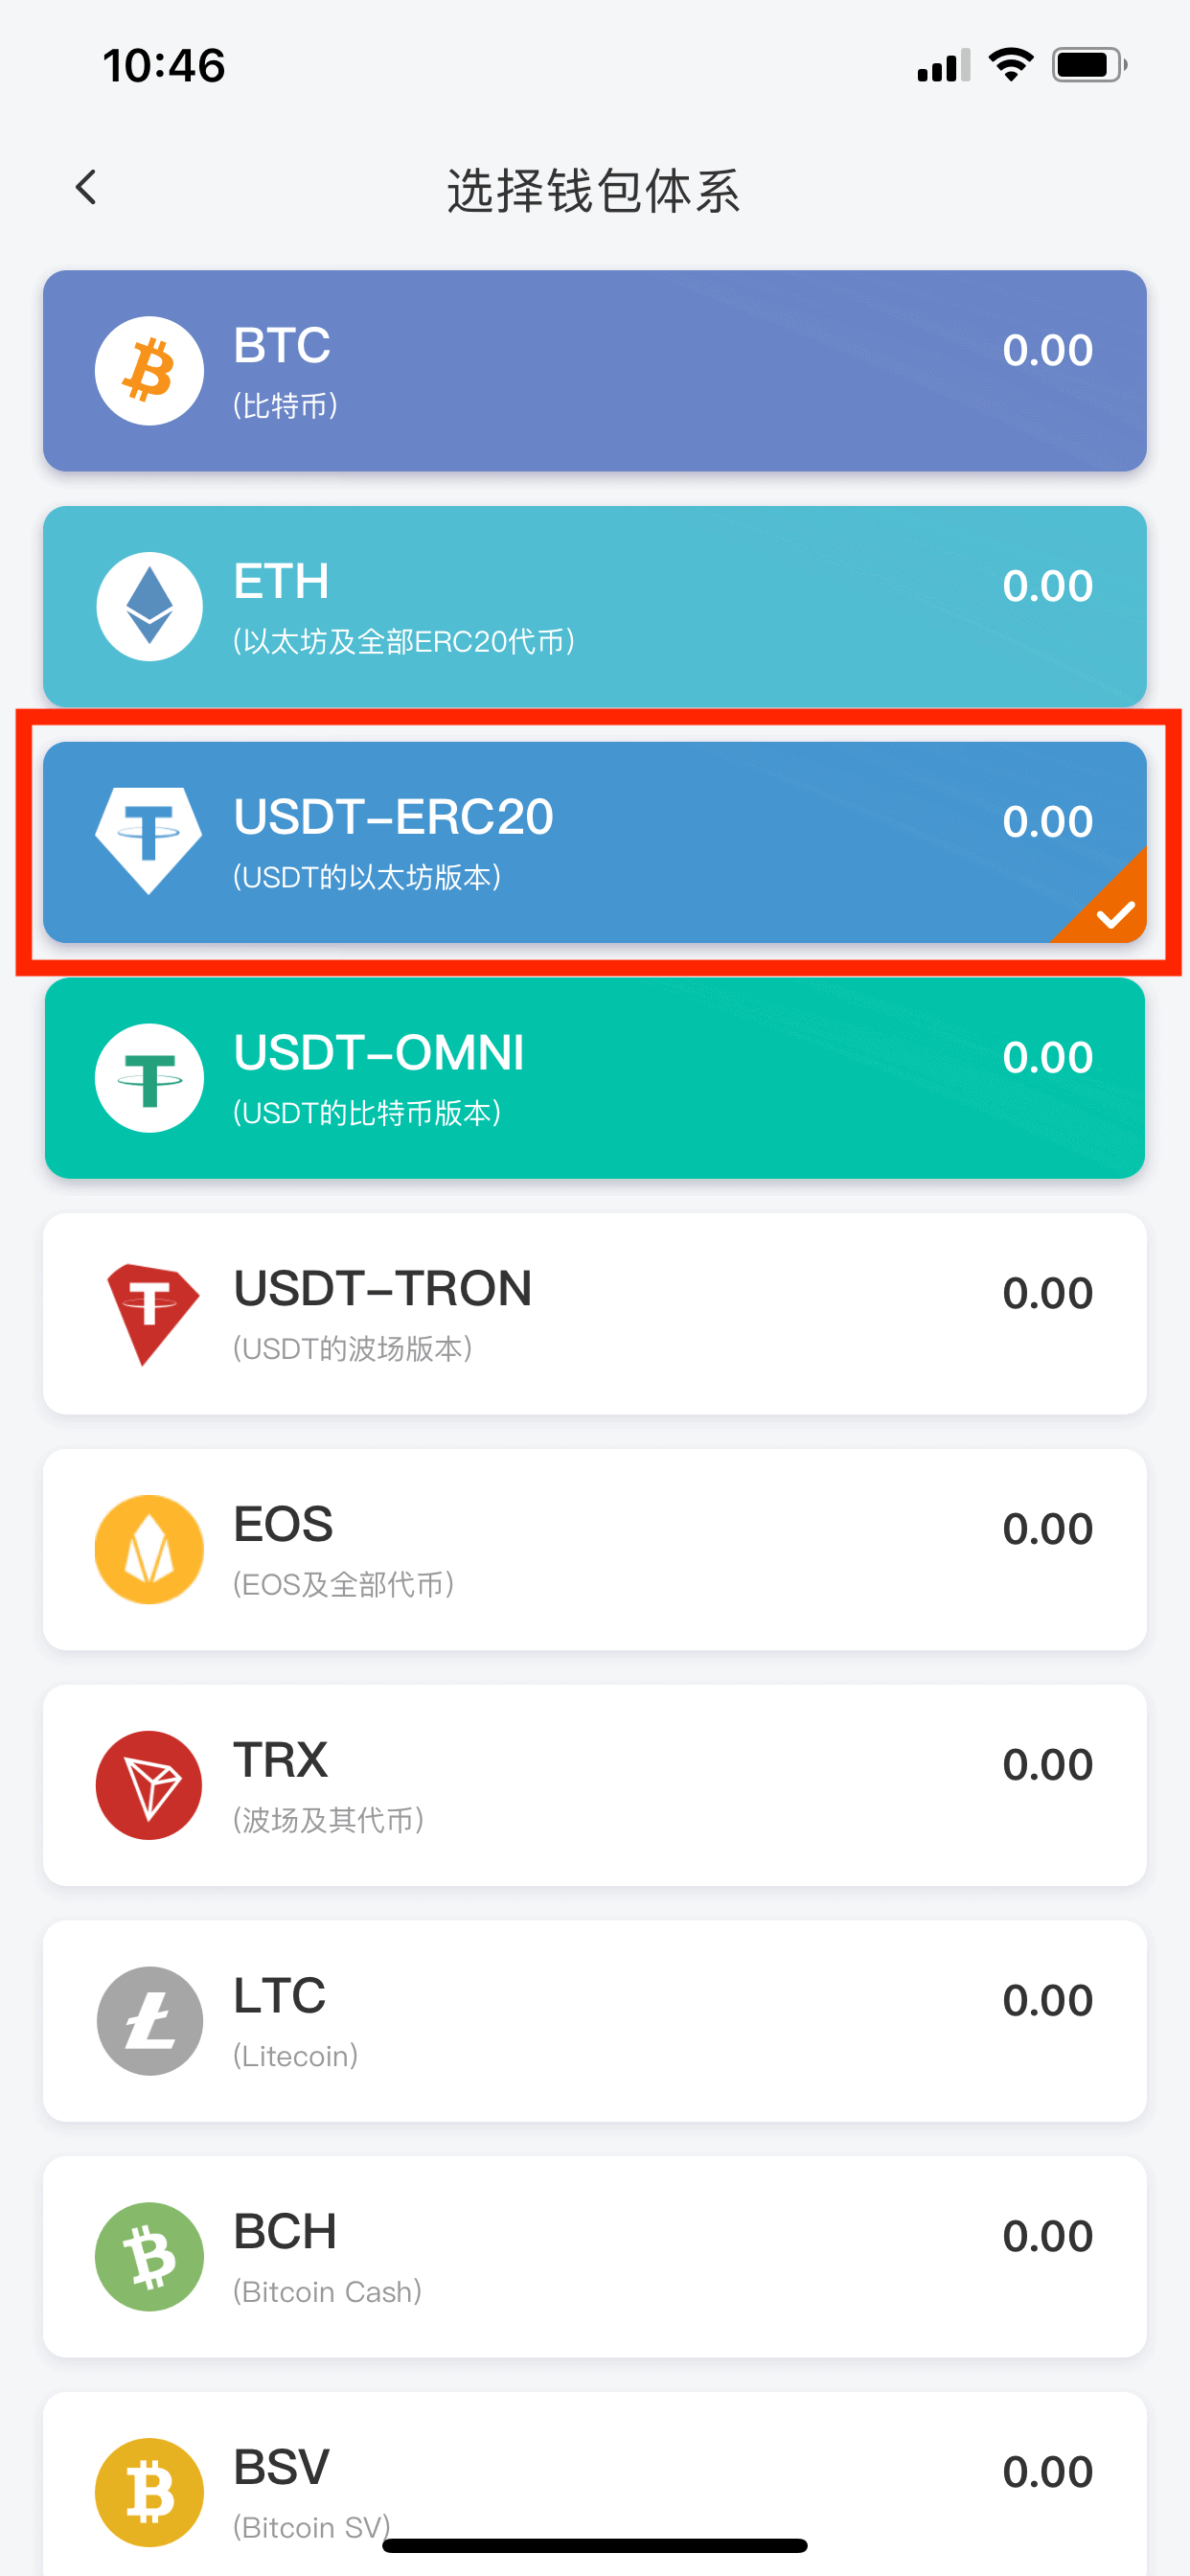 10:46
选择钱包体系
BTC
0.00
(比特币)
ETH
0.00
(以太坊及全部ERC20代币)
USDT-ERC20
0.00
(USDT的以太坊版本)
USDT-OMNI
0.00
(USDT的比特币版本)
USDT-TRON
0.00
(USDT的波场版本)
EOS
0.00
(EOS及全部代币)
TRX
0.00
(波场及其代币)
LTC
0.00
(Litecoin)
BCH
0.00
(Bitcoin Cash)
BSV
0.00
(Bitcoin SV)